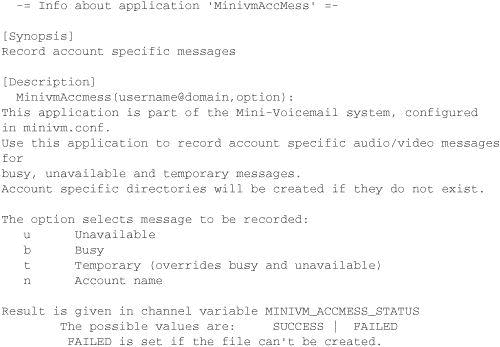 -= Info about application 'MinivmAccMess' =-
[Synopsis]
Record account specific messages
[Description]
MinivmAccmess(username@domain,option):
This application is part of the Mini-Voicemail system, configured
in minivm.conf.
Use this application to record account specific audio/video messages
for
busy, unavailable and temporary messages.
Account specific directories will be created if they do not exist.
The option selects message to be recorded:
u Unavailable
b Busy
t Temporary (overrides busy and unavailable)
n Account name
Result is given in channel variable MINIVM_ACCMESS_STATUS
The possible values are: SUCCESS | FAILED
FAILED is set if the file can't be created.